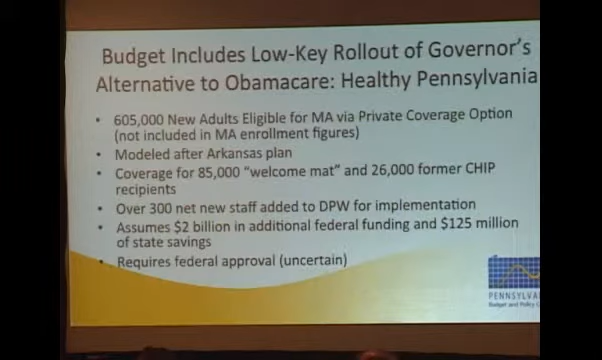 Budget Includes Low-Key Rollout of Governor's
Alternative to Obamacare: Healthy Pennsylvania
• 605,000 New Adults Eligible for MA via Private Coverage Option
(not included in MA enrollment figures)
• Modeled after Arkansas plan
• Coverage for 85,000 "welcome mat" and 26,000 former CHIP
recipients
• Over 300 net new staff added to DPW for implementation
• Assumes $2 billion in additional federal funding and $125 million
of state savings
• Requires federal approval (uncertain)
PENNSYLVA
Budget and Policy C